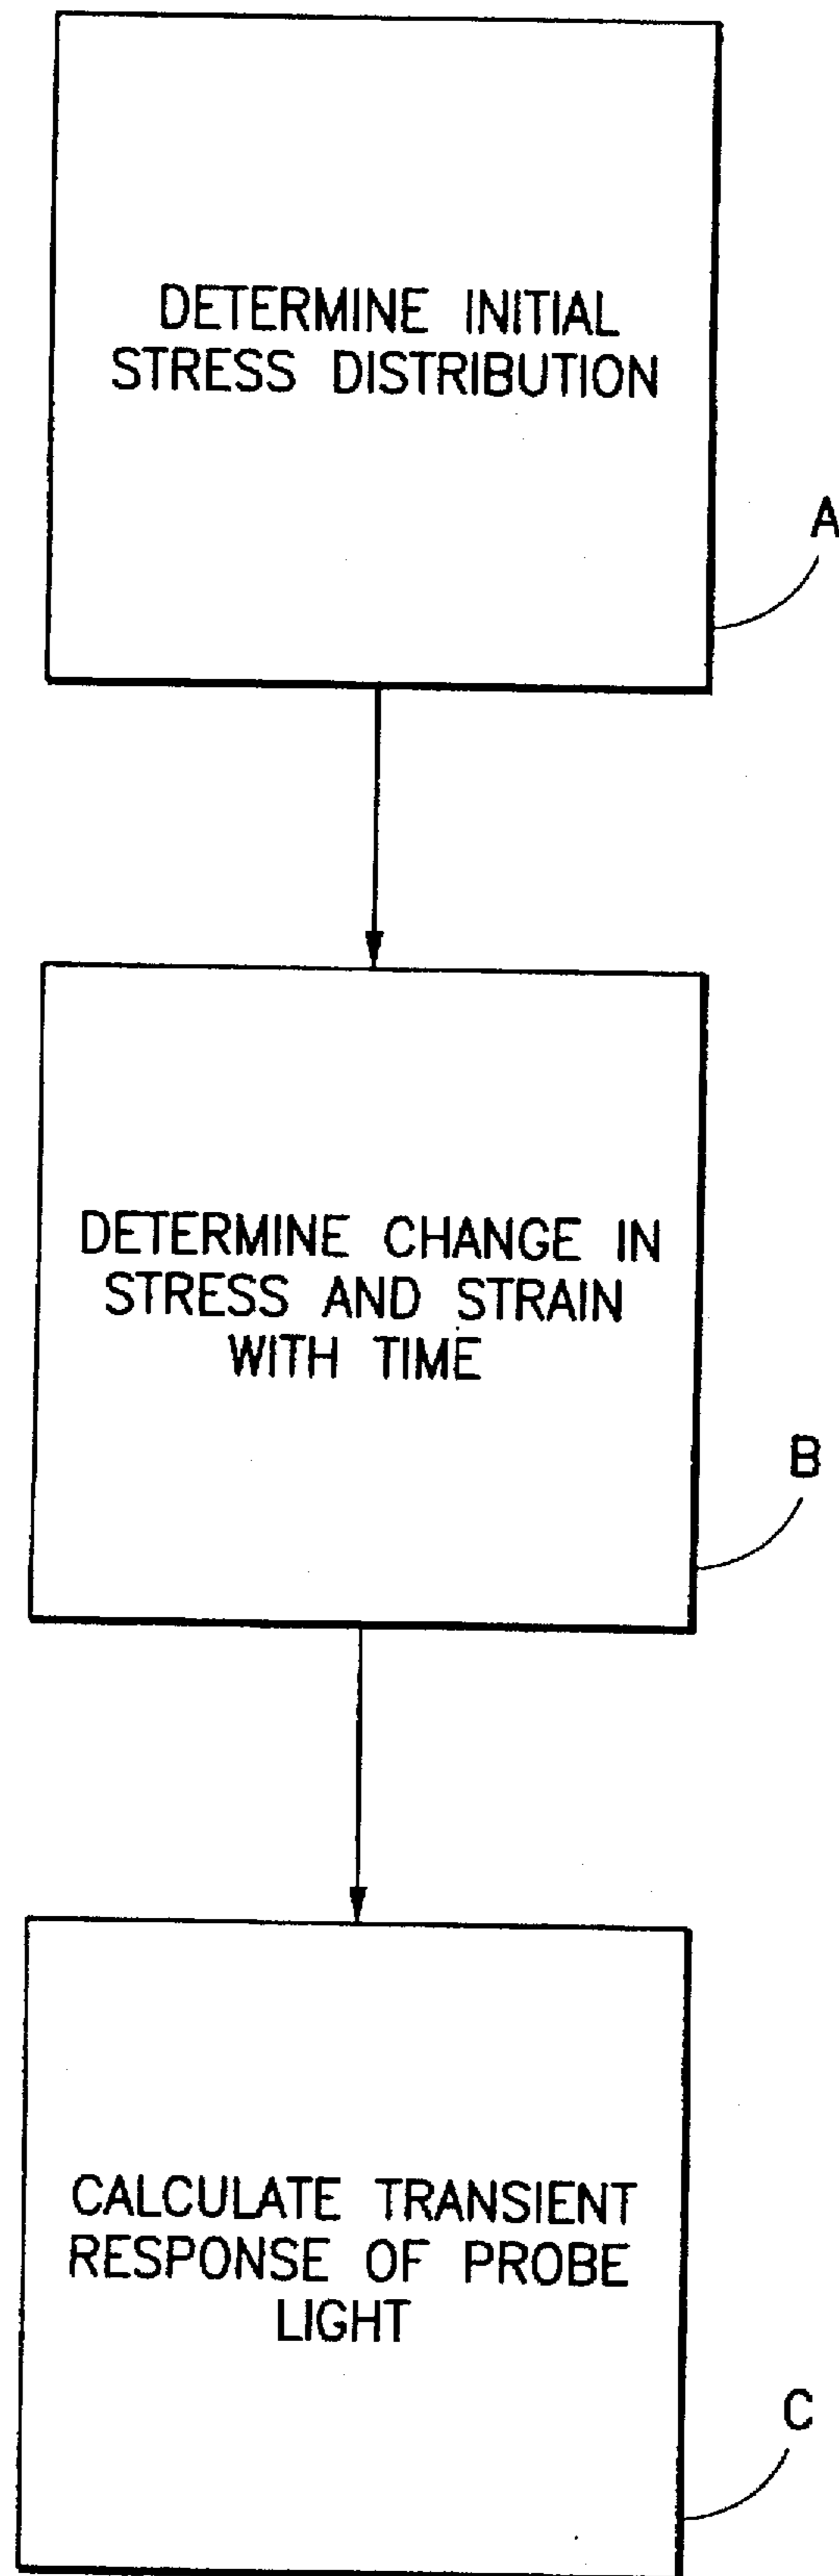 DETERMINE INITIAL
STRESS DISTRIBUTION
A
DETERMINE CHANGE IN
STRESS AND STRAIN
WITH TIME
B
CALCULATE TRANSIENT
RESPONSE OF PROBE
LIGHT
C